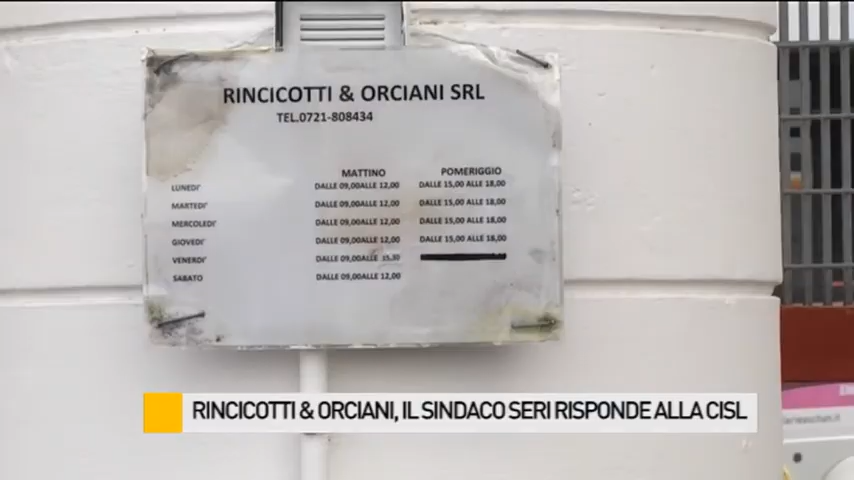 RINCICOTTI & ORCIANI SRL
TEL.0721-808434
MATTINO POMERIGGIO
LUNEDI' DALLE 09,00ALLE 12,00 DALLE 15,00 ALLE 18,00
MARTEDI' DALLE 09,00ALLE 12,00 DALLE 15,00 ALLE 18,00
MERCOLEDI' DALLE 09,00ALLE 12,00 DALLE 15,00 ALLE 18,00
GIOVEDI' DALLE 09,00ALLE 12,00 DALLE 15,00 ALLE 18,00
VENERDI' DALLE 09,00ALLE 15,30
SABATO DALLE 09,00ALLE 12,00
RINCICOTTI & ORCIANI, IL SINDACO SERI RISPONDE ALLA CISL